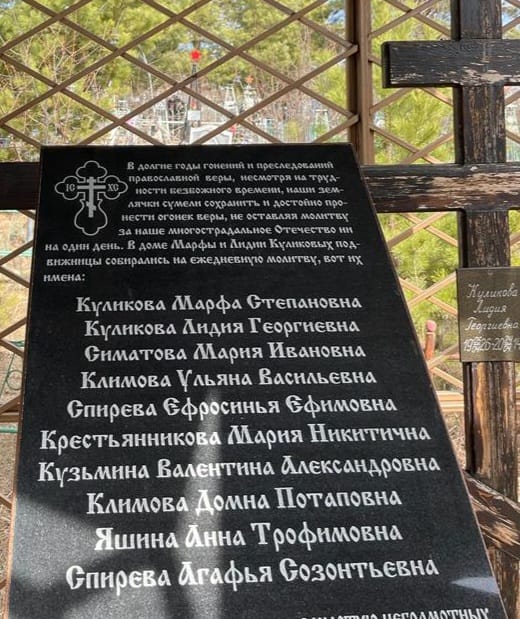 В долгие годы гонений и преследований
православной веры, несмотря на труд-
ности безбожного времени, наши зем-
лячки сумели сохранить и достойно про-
нести огонек веры, не оставляя молитву
за наше многострадальное Отечество ни
на один день. В доме Марфы и Лидии Куликовых под-
вижницы собирались на ежедневную молитву, вот их
имена:
IC XC
Куликова Марфа Степановна
Куликова Лидия Георгиевна
Симатова Мария Ивановна
Климова Ульяна Васильевна
Спирева Ефросинья Ефимовна
Крестьянникова Мария Никитична
Кузьмина Валентина Александровна
Климова Домна Потаповна
Яшина Анна Трофимовна
Спирева Агафья Созонтьевна
неграмотных
Куликова
Лидия
Георгиевна